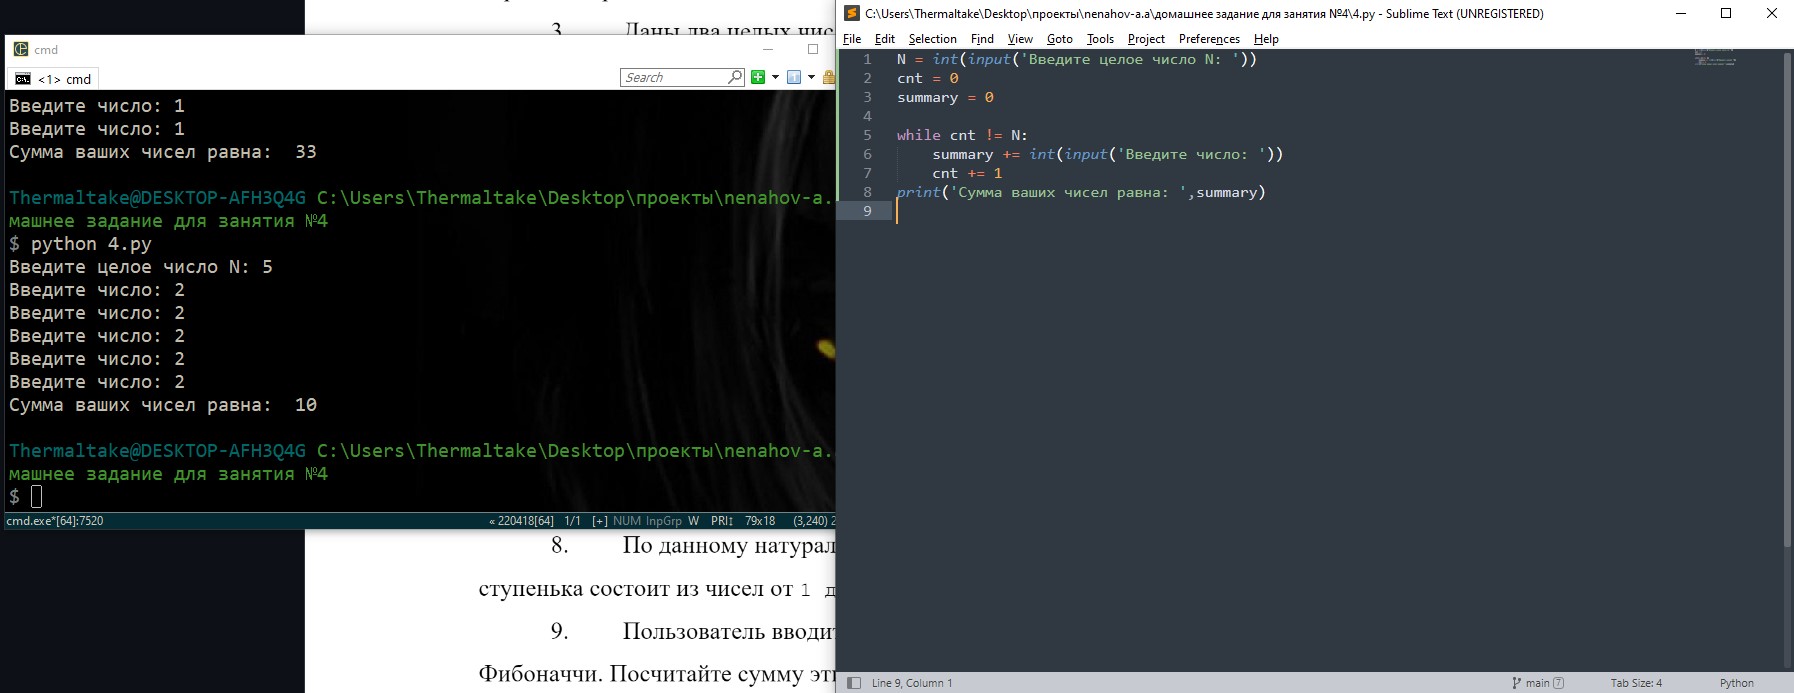 3. Даны два целых чис
cmd
<1> cmd
Search
Введите число: 1
Введите число: 1
Сумма ваших чисел равна:  33
Thermaltake@DESKTOP-AFH3Q4G C:\Users\Thermaltake\Desktop\проекты\nenahov-a.
машнее задание для занятия №4
$ python 4.py
Введите целое число N: 5
Введите число: 2
Введите число: 2
Введите число: 2
Введите число: 2
Введите число: 2
Сумма ваших чисел равна:  10
Thermaltake@DESKTOP-AFH3Q4G C:\Users\Thermaltake\Desktop\проекты\nenahov-a.
машнее задание для занятия №4
$
cmd.exe*[64]:7520 « 220418[64] 1/1 [+] NUM InpGrp W PRI↕ 79x18 (3,240) 2
8. По данному натурал
ступенька состоит из чисел от 1 д
9. Пользователь вводит
Фибоначчи. Посчитайте сумму эти
C:\Users\Thermaltake\Desktop\проекты\nenahov-a.a\домашнее задание для занятия №4\4.py - Sublime Text (UNREGISTERED)
File Edit Selection Find View Goto Tools Project Preferences Help
1 N = int(input('Введите целое число N: '))
2 cnt = 0
3 summary = 0
4
5 while cnt != N:
6     summary += int(input('Введите число: '))
7     cnt += 1
8 print('Сумма ваших чисел равна: ',summary)
9
Line 9, Column 1 main 7 Tab Size: 4 Python